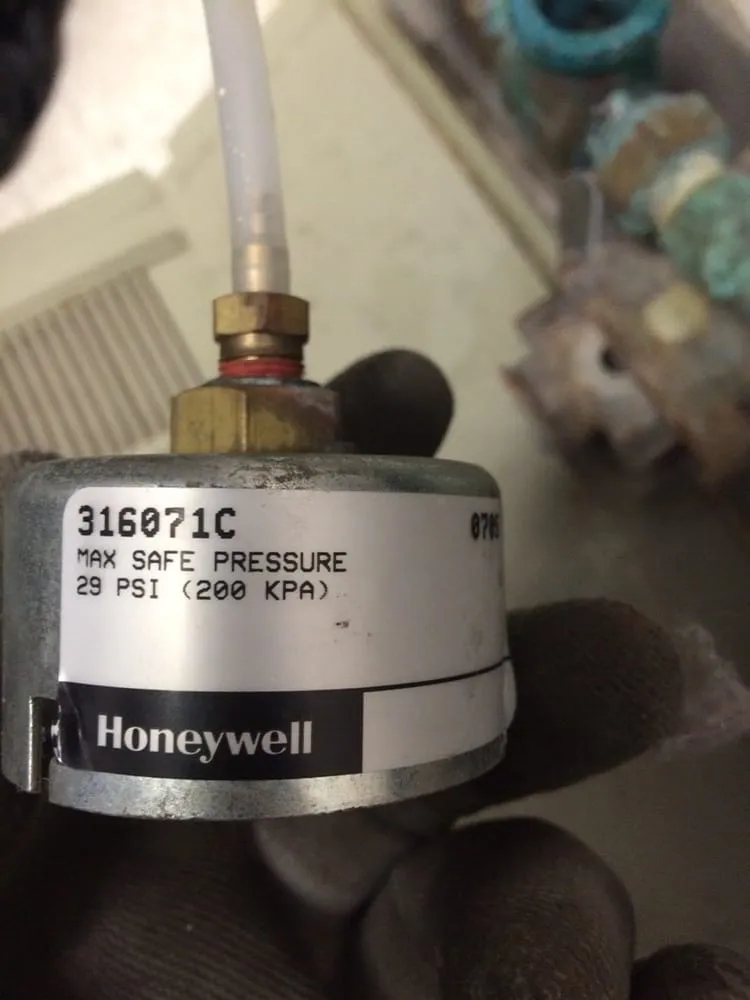 316071C
MAX SAFE PRESSURE
29 PSI (200 KPA)
Honeywell